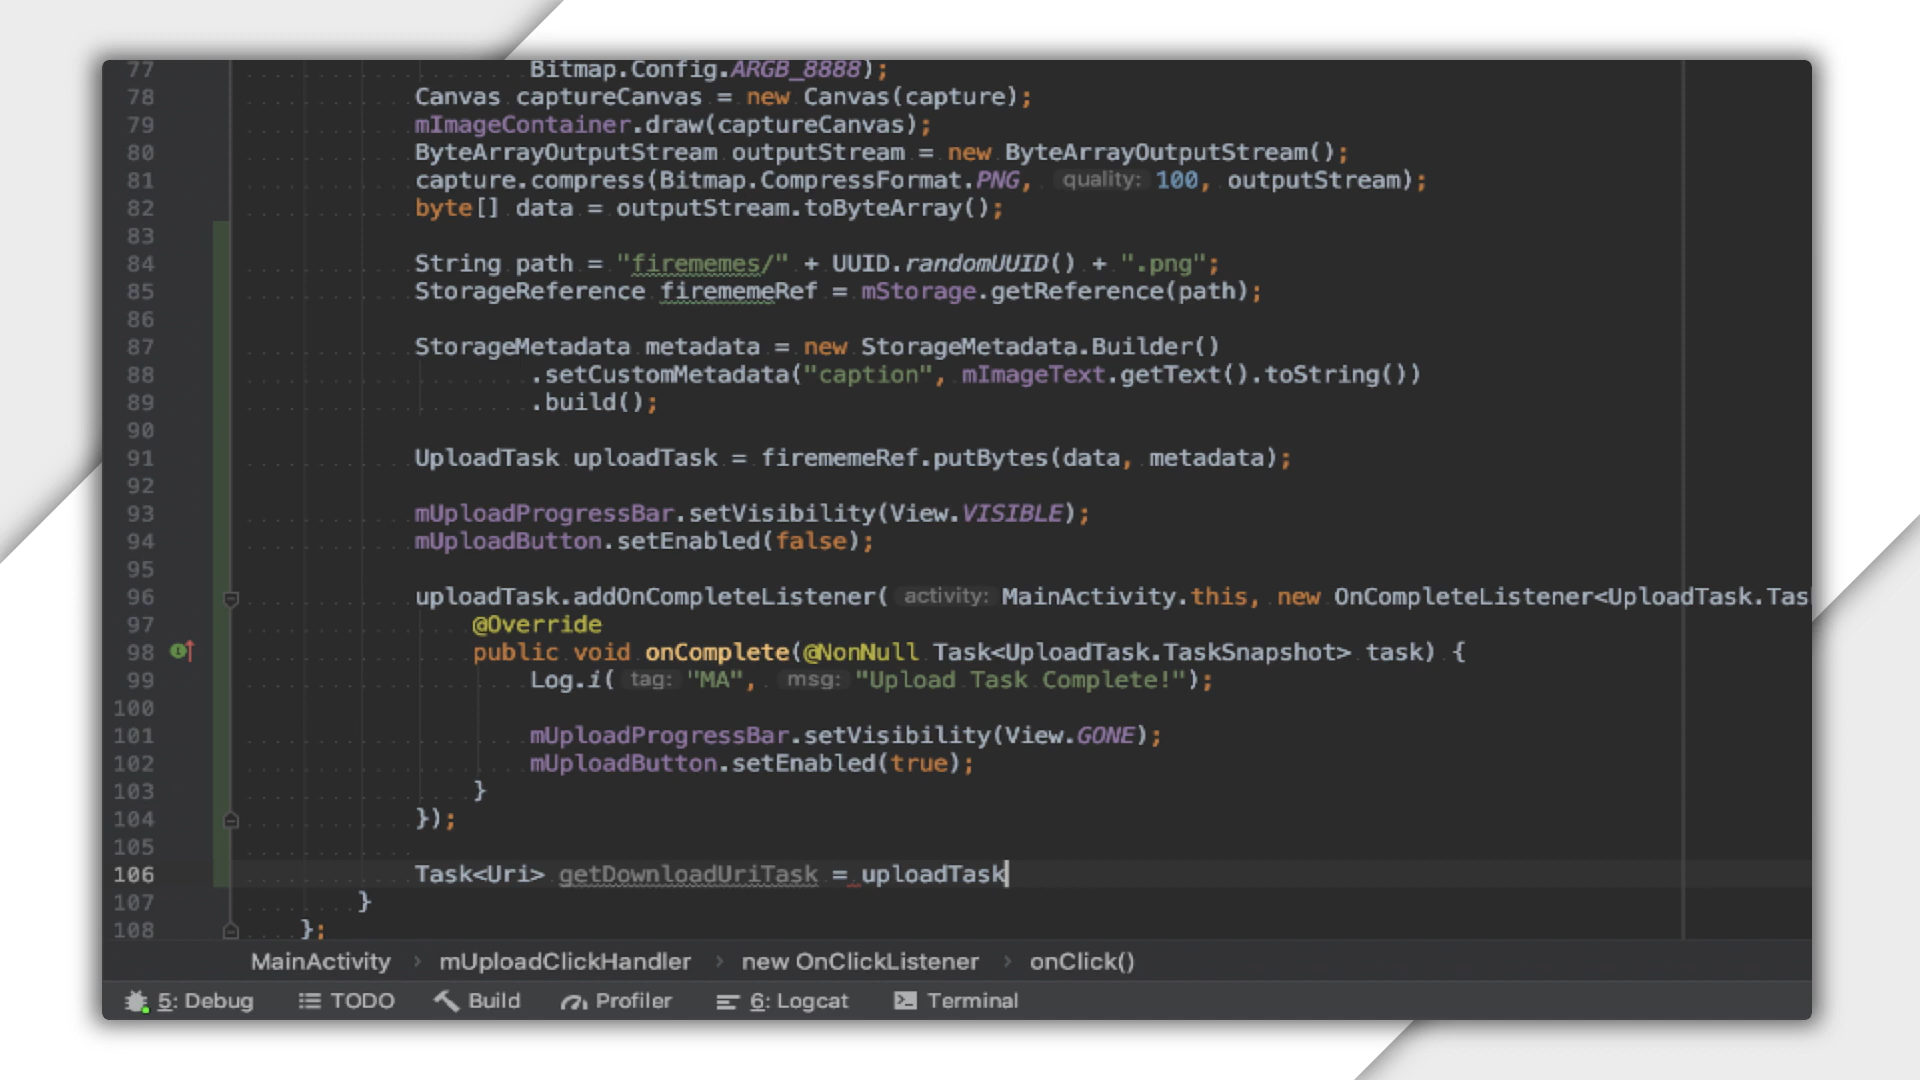 77 Bitmap.Config.ARGB_8888);
78 Canvas captureCanvas = new Canvas(capture);
79 mImageContainer.draw(captureCanvas);
80 ByteArrayOutputStream outputStream = new ByteArrayOutputStream();
81 capture.compress(Bitmap.CompressFormat.PNG, quality: 100, outputStream);
82 byte[] data = outputStream.toByteArray();
83
84 String path = "firememes/" + UUID.randomUUID() + ".png";
85 StorageReference firememeRef = mStorage.getReference(path);
86
87 StorageMetadata metadata = new StorageMetadata.Builder()
88 .setCustomMetadata("caption", mImageText.getText().toString())
89 .build();
90
91 UploadTask uploadTask = firememeRef.putBytes(data, metadata);
92
93 mUploadProgressBar.setVisibility(View.VISIBLE);
94 mUploadButton.setEnabled(false);
95
96 uploadTask.addOnCompleteListener( activity: MainActivity.this, new OnCompleteListener<UploadTask.Tas
97 @Override
98 public void onComplete(@NonNull Task<UploadTask.TaskSnapshot> task) {
99 Log.i( tag: "MA", msg: "Upload Task Complete!");
100
101 mUploadProgressBar.setVisibility(View.GONE);
102 mUploadButton.setEnabled(true);
103 }
104 });
105
106 Task<Uri> getDownloadUriTask = uploadTask
107 }
108 };
MainActivity › mUploadClickHandler › new OnClickListener › onClick()
5: Debug TODO Build Profiler 6: Logcat Terminal